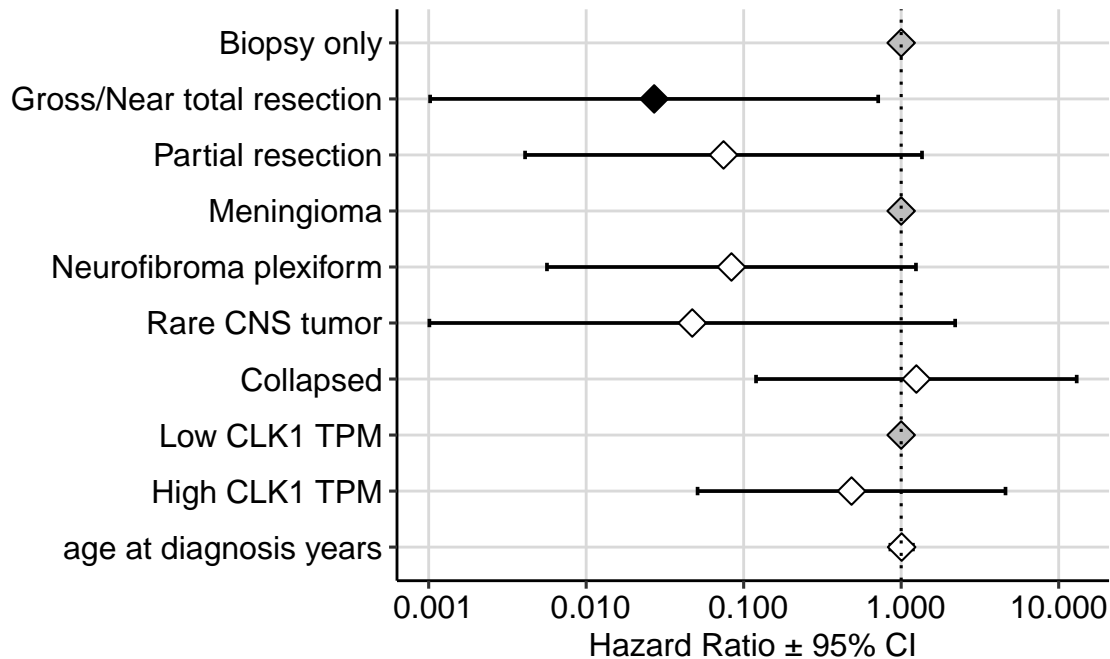 Biopsy only
Gross/Near total resection
Partial resection
Meningioma
Neurofibroma plexiform
Rare CNS tumor
Collapsed
Low CLK1 TPM
High CLK1 TPM
age at diagnosis years
0.001 0.010 0.100 1.000 10.000
Hazard Ratio ± 95% CI